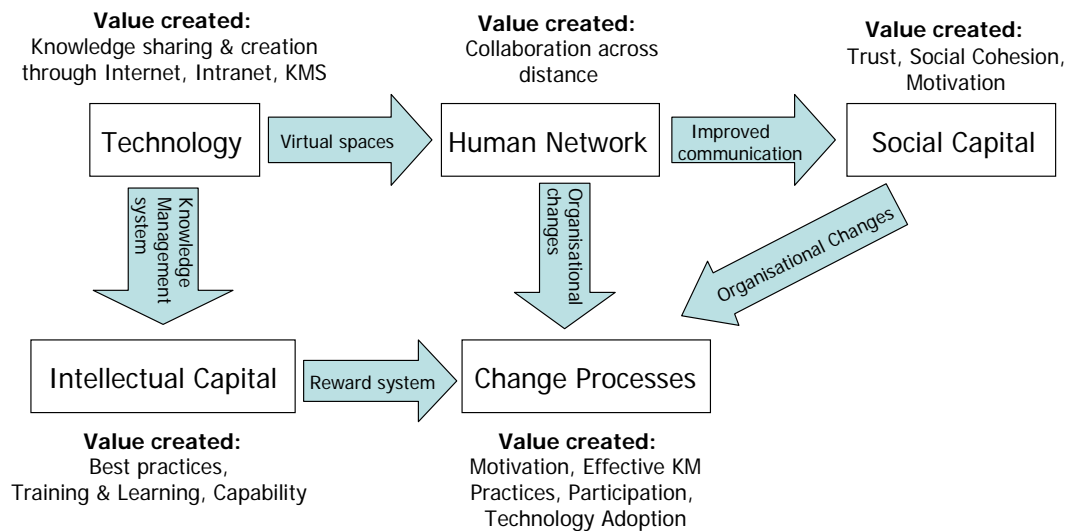 Value created:
Knowledge sharing & creation
through Internet, Intranet, KMS
Value created:
Collaboration across
distance
Value created:
Trust, Social Cohesion,
Motivation
Technology
Virtual spaces
Human Network
Improved
communication
Social Capital
Knowledge
Management
system
Organisational
changes
Organisational Changes
Intellectual Capital
Reward system
Change Processes
Value created:
Best practices,
Training & Learning, Capability
Value created:
Motivation, Effective KM
Practices, Participation,
Technology Adoption